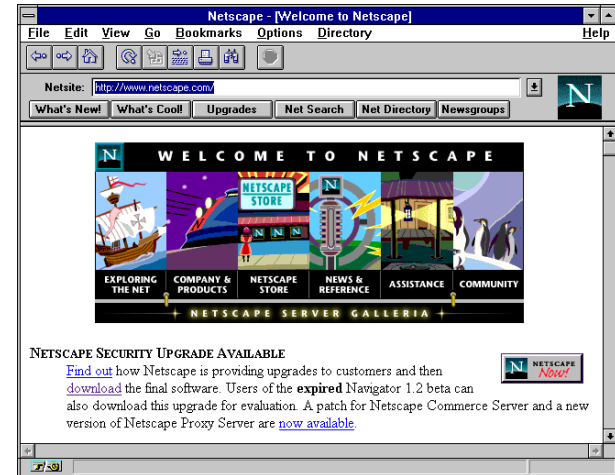 Netscape - [Welcome to Netscape]
File Edit View Go Bookmarks Options Directory Help
Netsite: http://www.netscape.com/ N
What's New! What's Cool! Upgrades Net Search Net Directory Newsgroups
N WELCOME TO NETSCAPE
NETSCAPE STORE
N
N N N
EXPLORING THE NET COMPANY & PRODUCTS NETSCAPE STORE NEWS & REFERENCE ASSISTANCE COMMUNITY
NETSCAPE SERVER GALLERIA
NETSCAPE SECURITY UPGRADE AVAILABLE
Find out how Netscape is providing upgrades to customers and then
download the final software. Users of the expired Navigator 1.2 beta can
also download this upgrade for evaluation. A patch for Netscape Commerce Server and a new
version of Netscape Proxy Server are now available.
N NETSCAPE
Now!